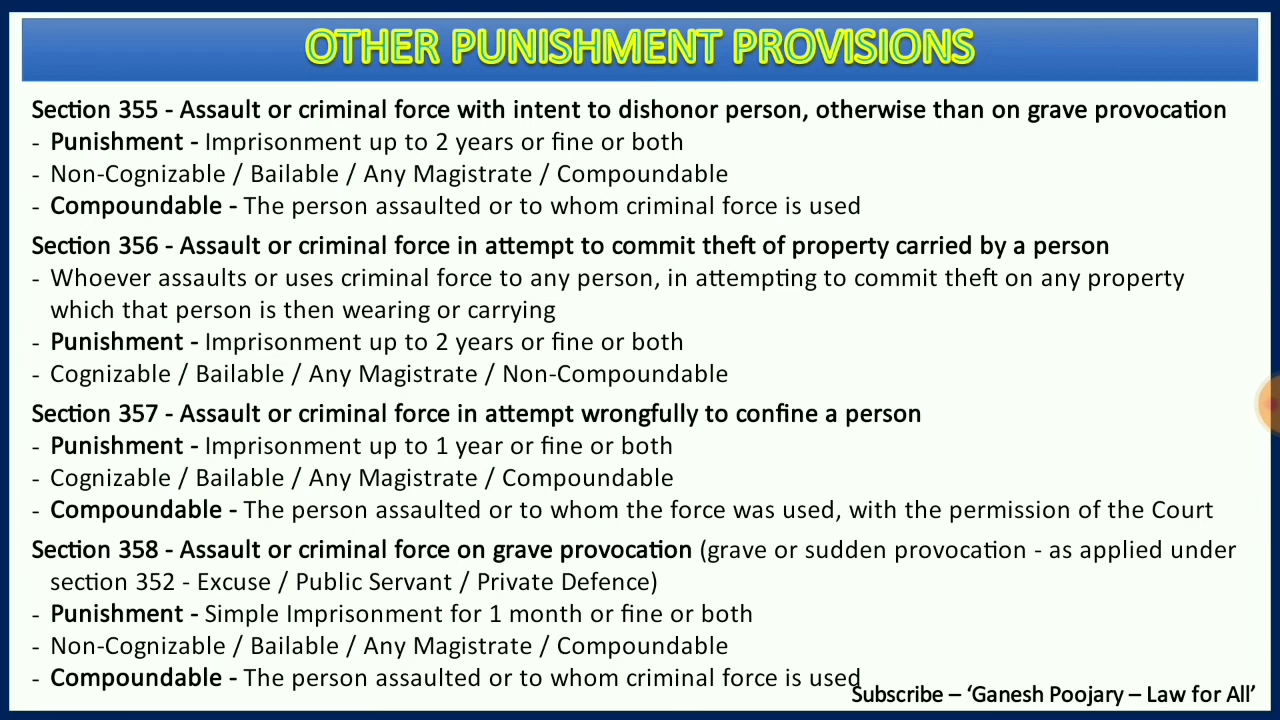 OTHER PUNISHMENT PROVISIONS
Section 355 - Assault or criminal force with intent to dishonor person, otherwise than on grave provocation
- Punishment - Imprisonment up to 2 years or fine or both
- Non-Cognizable / Bailable / Any Magistrate / Compoundable
- Compoundable - The person assaulted or to whom criminal force is used
Section 356 - Assault or criminal force in attempt to commit theft of property carried by a person
- Whoever assaults or uses criminal force to any person, in attempting to commit theft on any property
which that person is then wearing or carrying
- Punishment - Imprisonment up to 2 years or fine or both
- Cognizable / Bailable / Any Magistrate / Non-Compoundable
Section 357 - Assault or criminal force in attempt wrongfully to confine a person
- Punishment - Imprisonment up to 1 year or fine or both
- Cognizable / Bailable / Any Magistrate / Compoundable
- Compoundable - The person assaulted or to whom the force was used, with the permission of the Court
Section 358 - Assault or criminal force on grave provocation (grave or sudden provocation - as applied under
section 352 - Excuse / Public Servant / Private Defence)
- Punishment - Simple Imprisonment for 1 month or fine or both
- Non-Cognizable / Bailable / Any Magistrate / Compoundable
- Compoundable - The person assaulted or to whom criminal force is used
Subscribe – ‘Ganesh Poojary – Law for All’